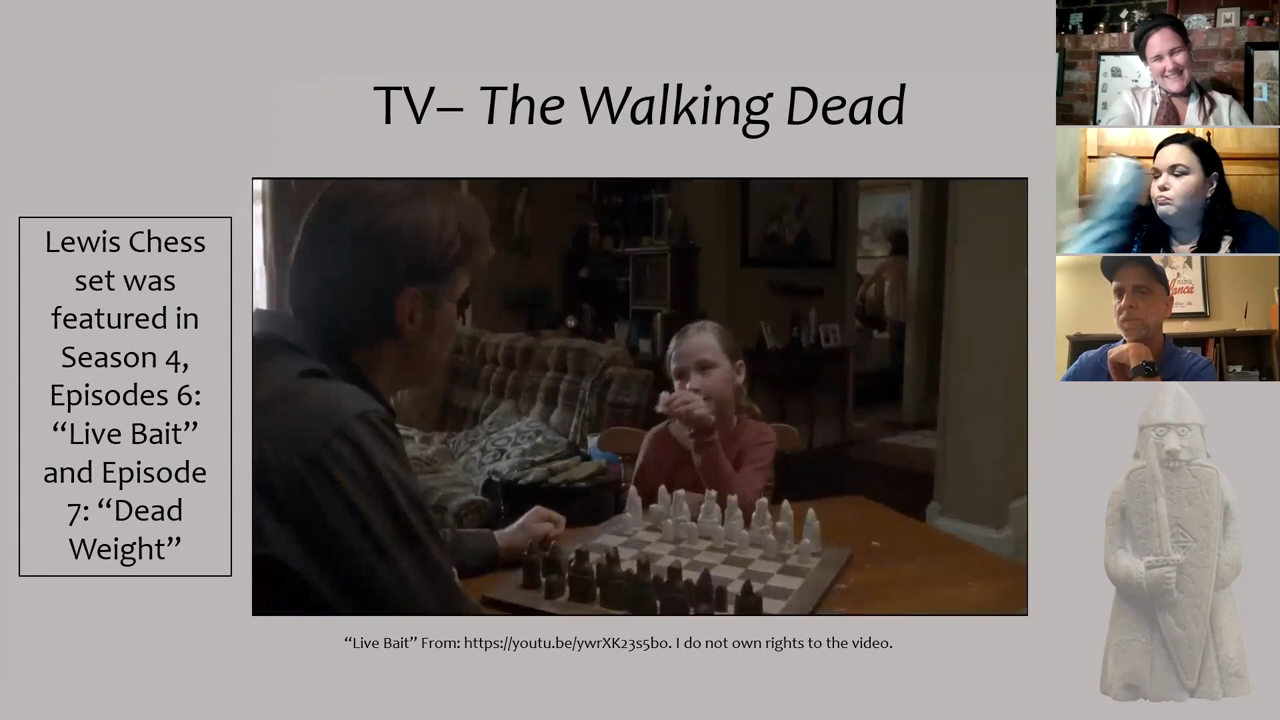 TV– The Walking Dead
Lewis Chess
set was
featured in
Season 4,
Episodes 6:
“Live Bait”
and Episode
7: “Dead
Weight”
“Live Bait” From: https://youtu.be/ywrXK23s5bo. I do not own rights to the video.